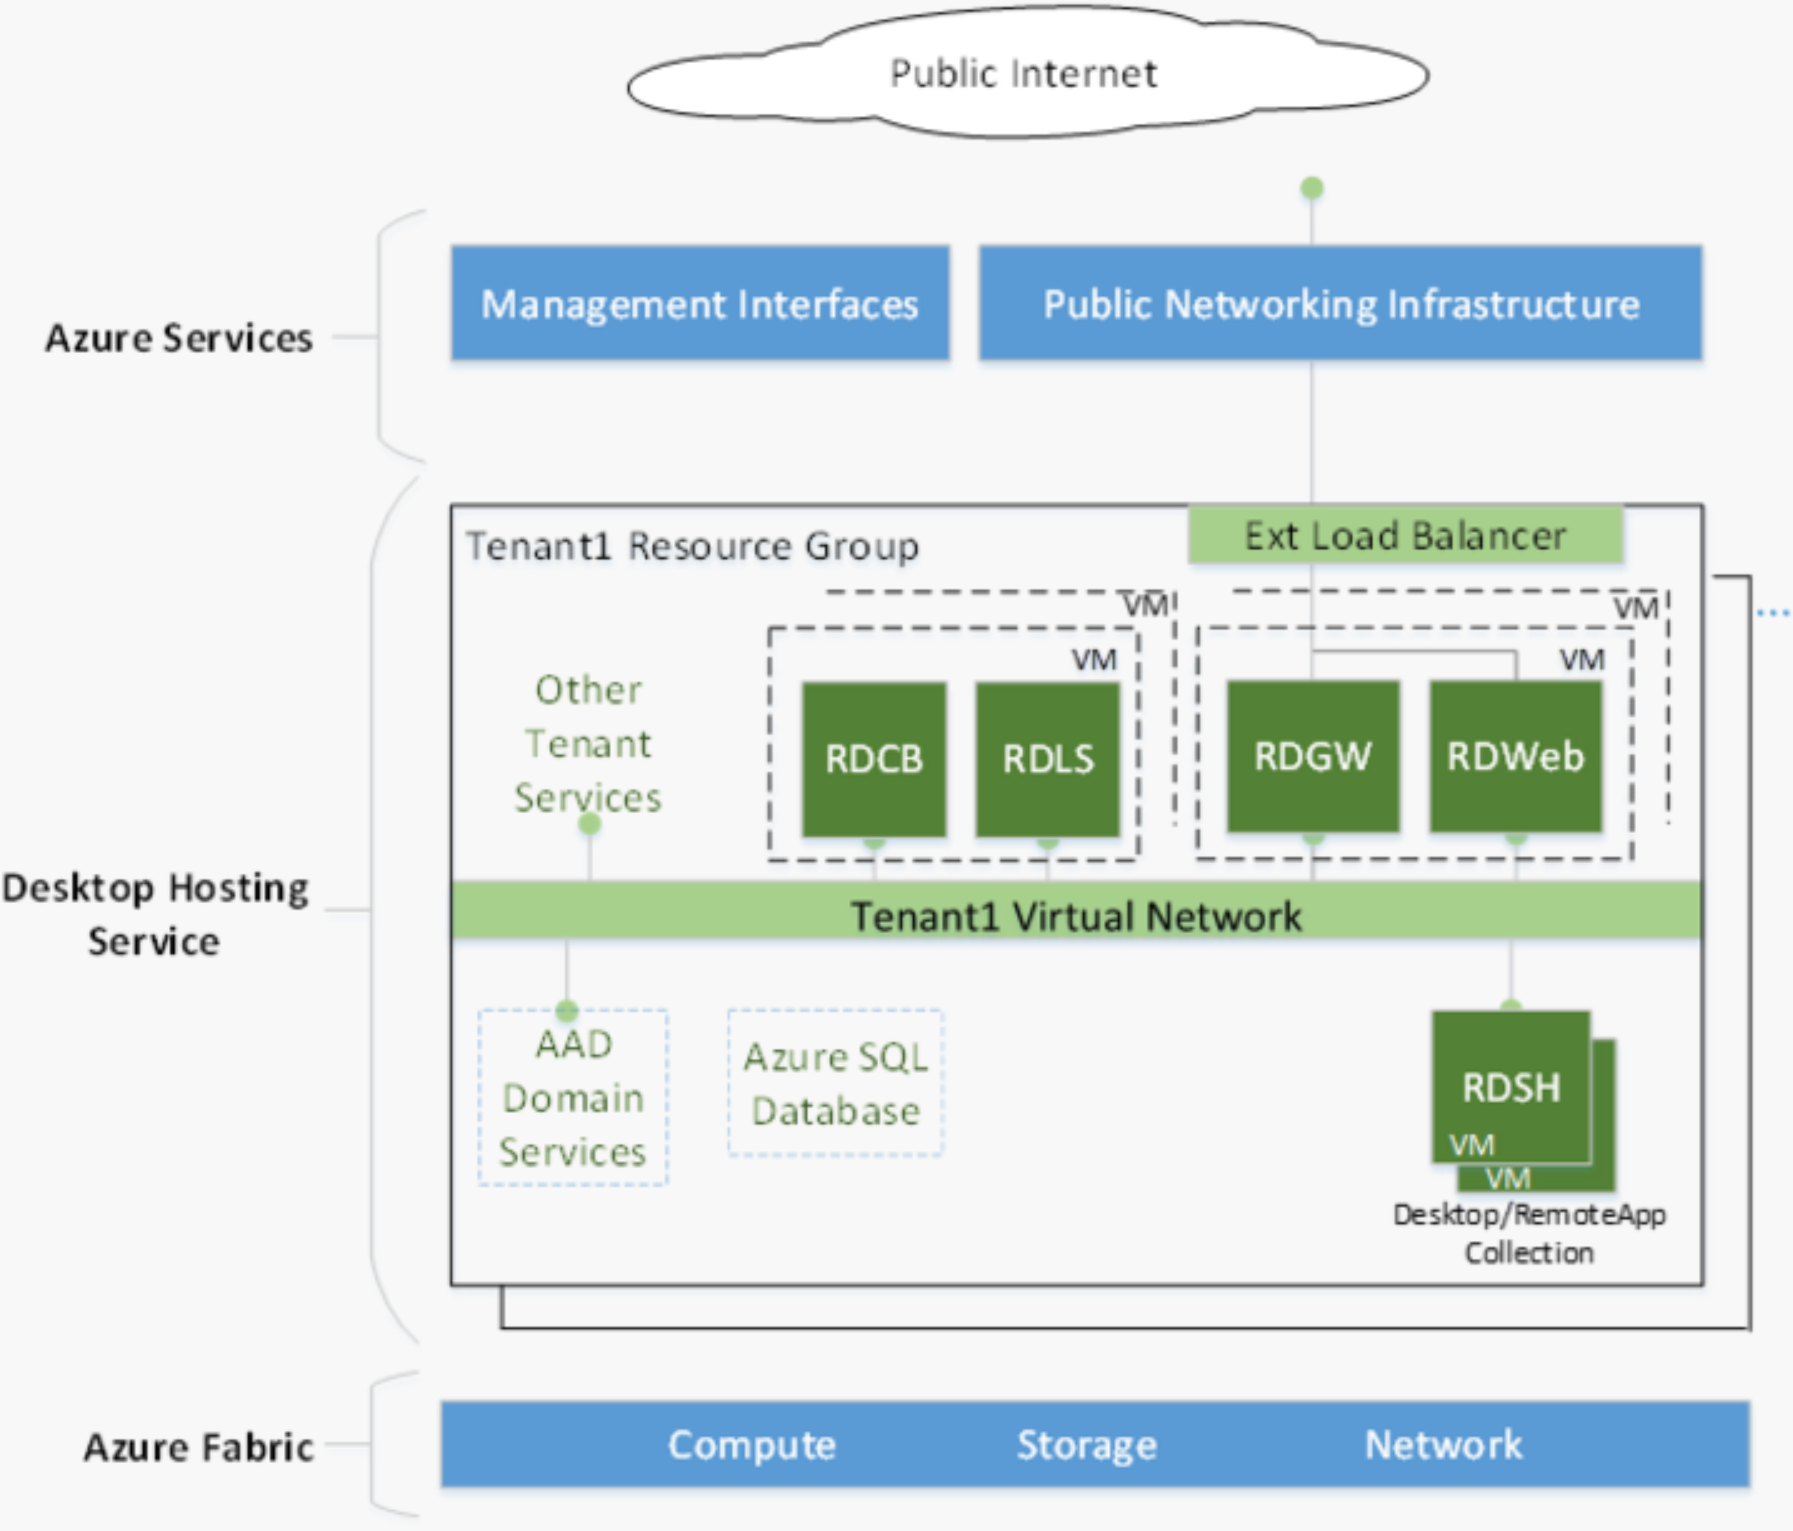 Public Internet
Azure Services
Management Interfaces
Public Networking Infrastructure
Desktop Hosting
Service
Tenant1 Resource Group
Ext Load Balancer
VM
VM
VM
VM
Other
Tenant
Services
RDCB
RDLS
RDGW
RDWeb
Tenant1 Virtual Network
AAD
Domain
Services
Azure SQL
Database
RDSH
VM
VM
Desktop/RemoteApp
Collection
Azure Fabric
Compute
Storage
Network